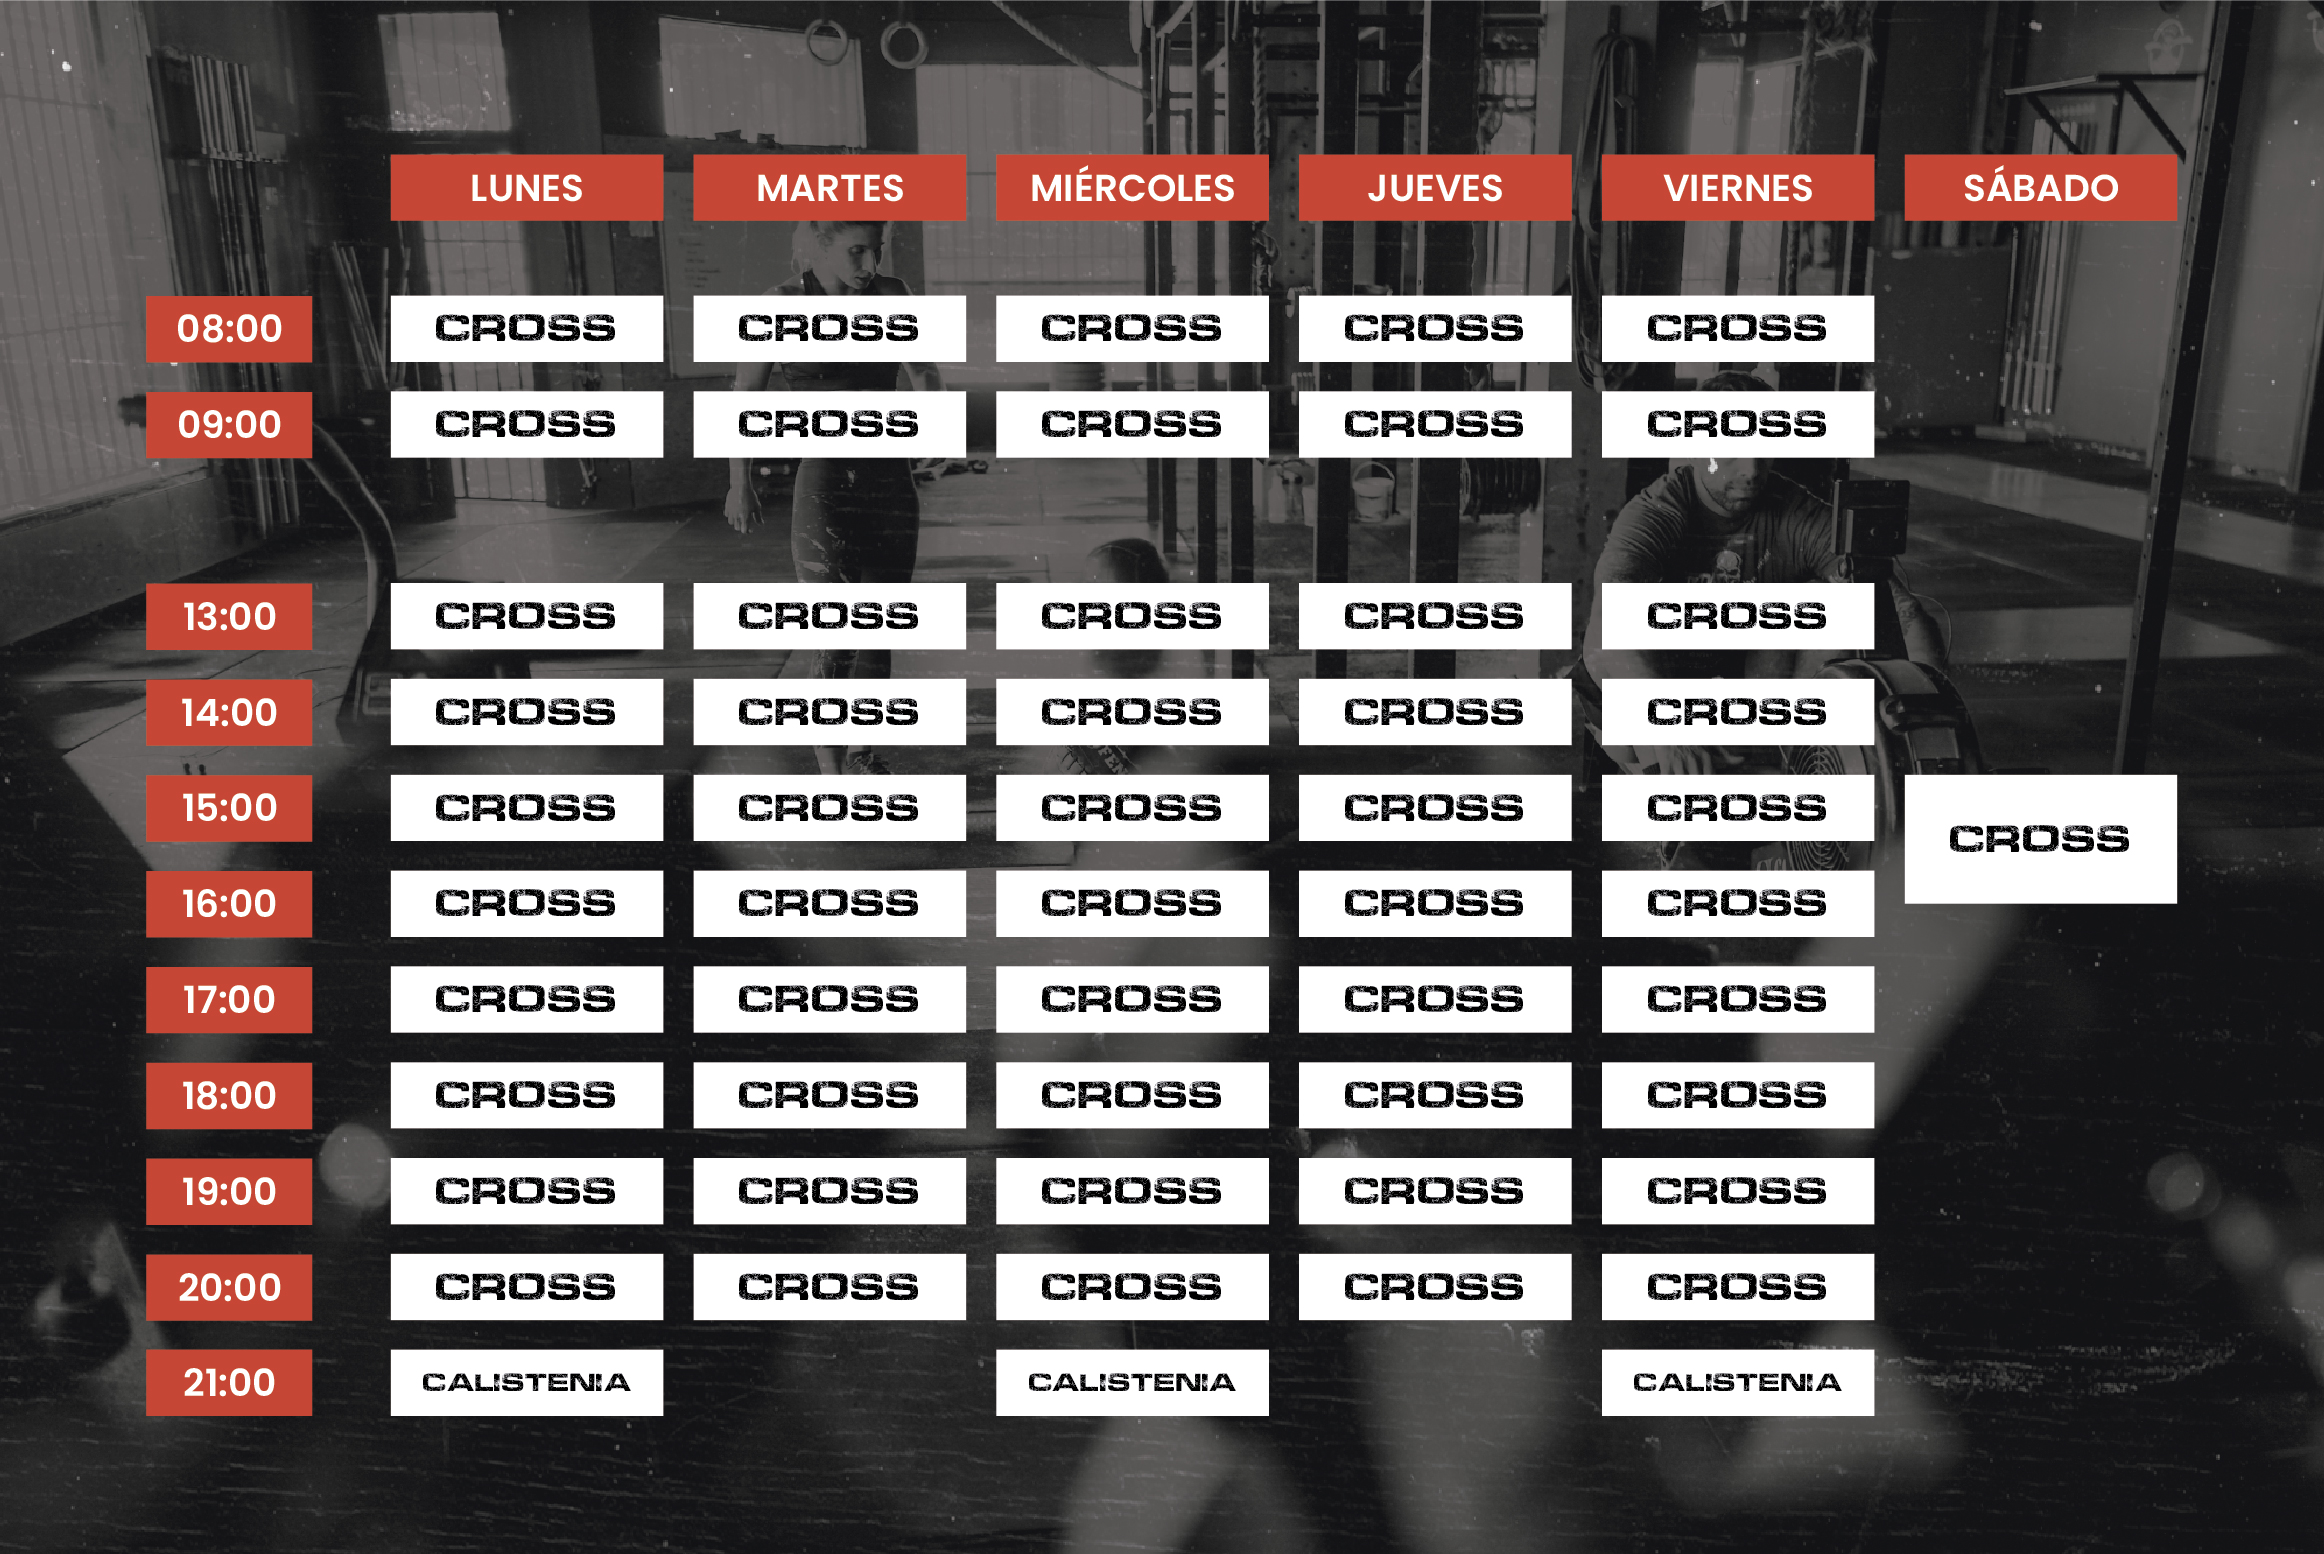 LUNES MARTES MIÉRCOLES JUEVES VIERNES SÁBADO
08:00 CROSS CROSS CROSS CROSS CROSS
09:00 CROSS CROSS CROSS CROSS CROSS
13:00 CROSS CROSS CROSS CROSS CROSS
14:00 CROSS CROSS CROSS CROSS CROSS
15:00 CROSS CROSS CROSS CROSS CROSS CROSS
16:00 CROSS CROSS CROSS CROSS CROSS
17:00 CROSS CROSS CROSS CROSS CROSS
18:00 CROSS CROSS CROSS CROSS CROSS
19:00 CROSS CROSS CROSS CROSS CROSS
20:00 CROSS CROSS CROSS CROSS CROSS
21:00 CALISTENIA CALISTENIA CALISTENIA